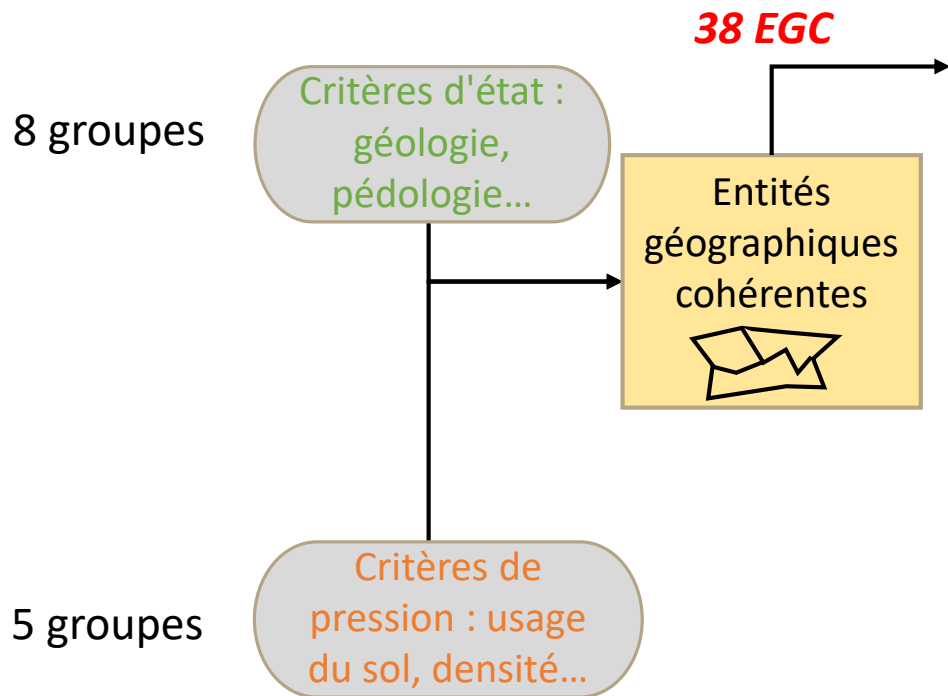 38 EGC
8 groupes
Critères d'état :
géologie,
pédologie...
Entités
géographiques
cohérentes
5 groupes
Critères de
pression : usage
du sol, densité...